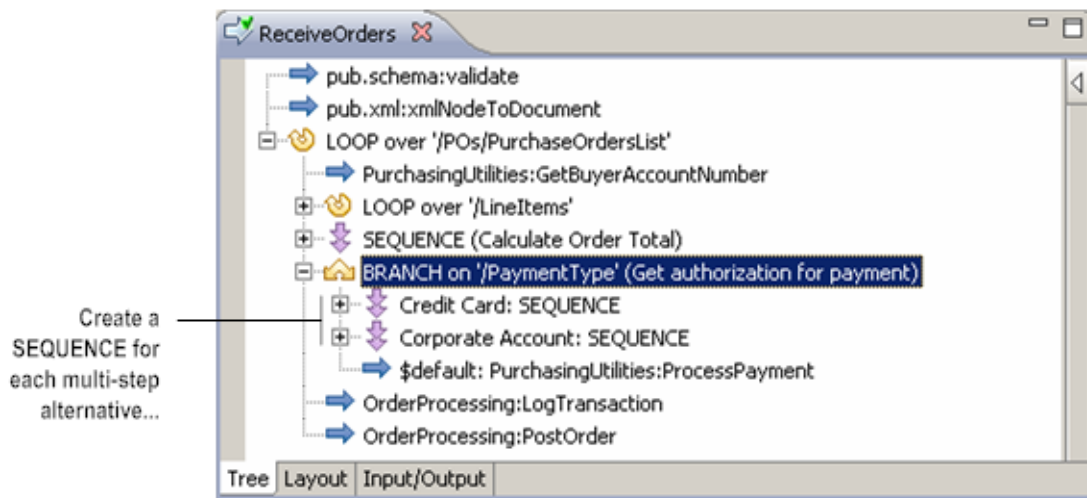 ReceiveOrders
pub.schema:validate
pub.xml:xmlNodeToDocument
LOOP over '/POs/PurchaseOrdersList'
PurchasingUtilities:GetBuyerAccountNumber
LOOP over '/LineItems'
SEQUENCE (Calculate Order Total)
BRANCH on '/PaymentType' (Get authorization for payment)
Credit Card: SEQUENCE
Corporate Account: SEQUENCE
$default: PurchasingUtilities:ProcessPayment
OrderProcessing:LogTransaction
OrderProcessing:PostOrder
Create a
SEQUENCE for
each multi-step
alternative...
Tree Layout Input/Output